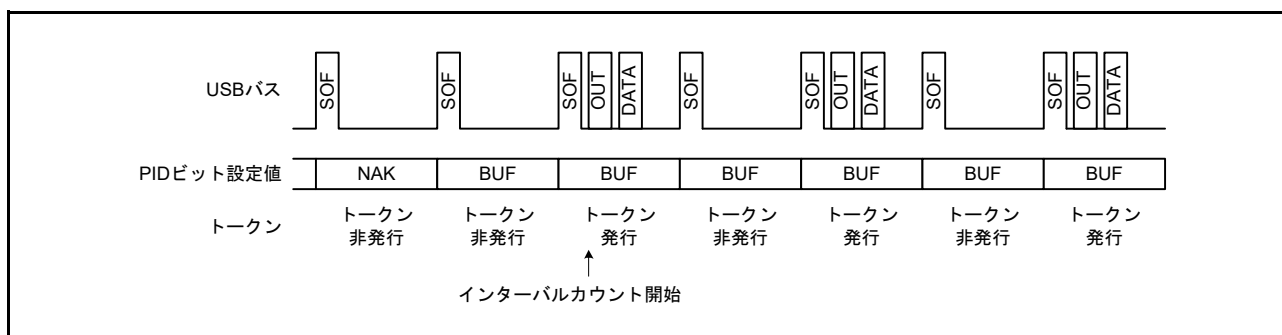 USBバス
SOF
SOF
SOF
OUT
DATA
SOF
SOF
OUT
DATA
SOF
SOF
OUT
DATA
PIDビット設定値
NAK
BUF
BUF
BUF
BUF
BUF
BUF
トークン
トークン
非発行
トークン
非発行
トークン
発行
トークン
非発行
トークン
発行
トークン
非発行
トークン
発行
インターバルカウント開始